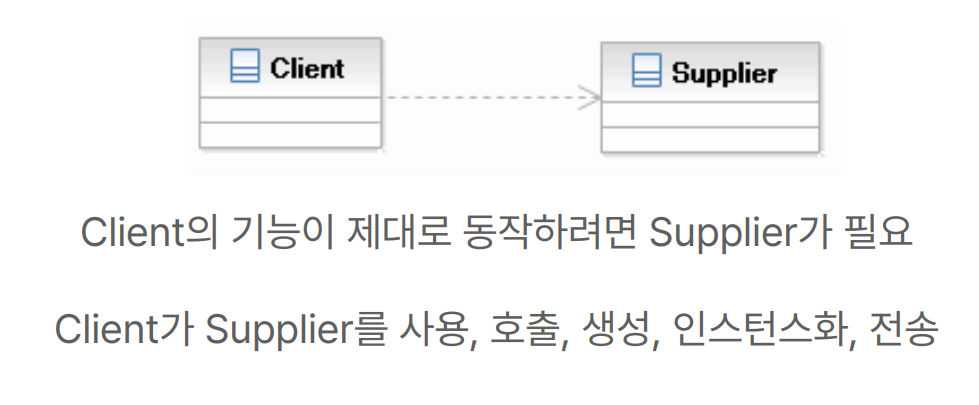 Client
Supplier
Client의 기능이 제대로 동작하려면 Supplier가 필요
Client가 Supplier를 사용, 호출, 생성, 인스턴스화, 전송